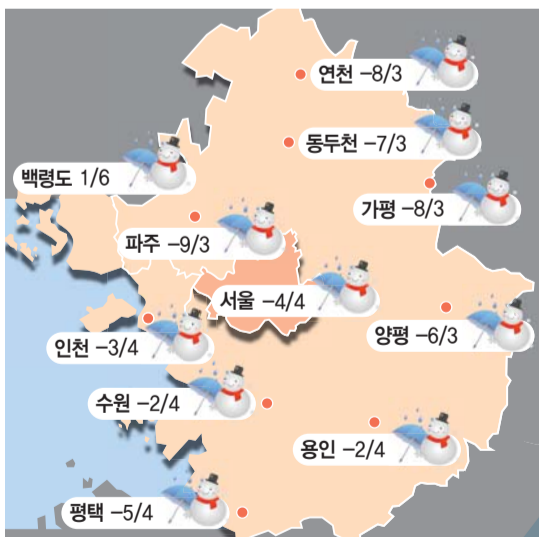 연천 -8/3
동두천 -7/3
백령도 1/6
가평 -8/3
파주 -9/3
서울 -4/4
양평 -6/3
인천 -3/4
수원 -2/4
용인 -2/4
평택 -5/4